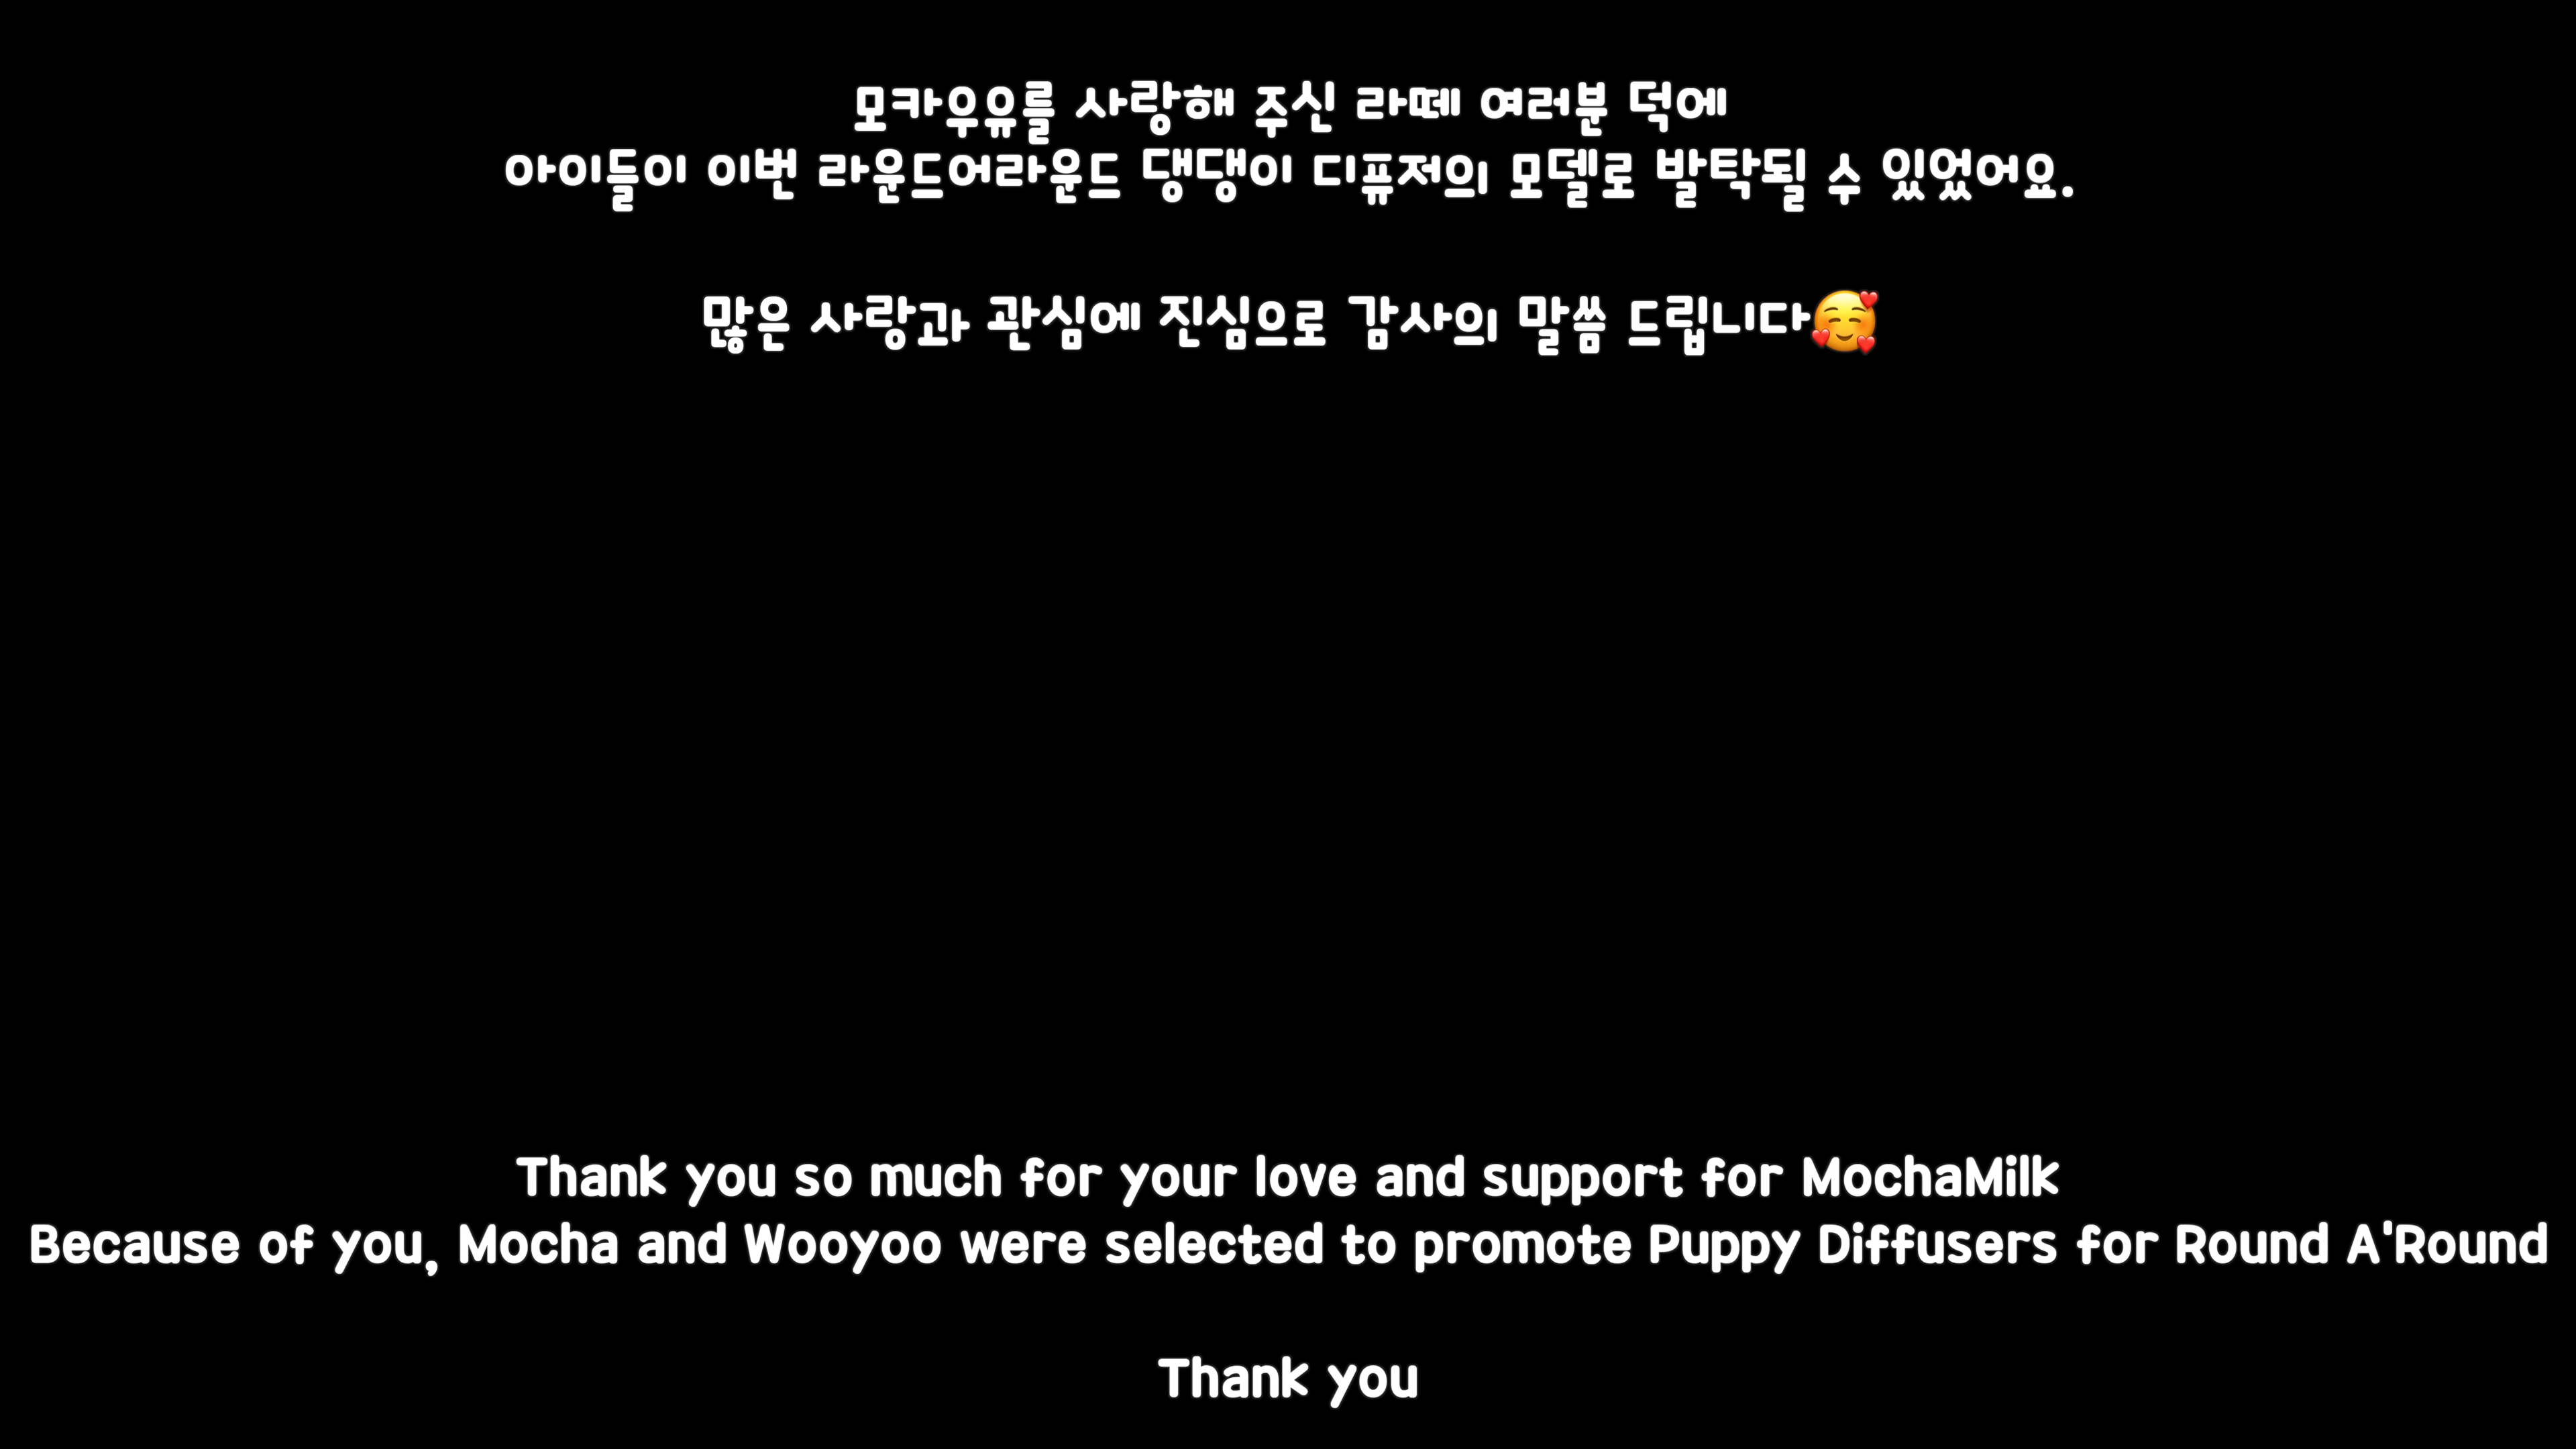 모카우유를 사랑해 주신 라떼 여러분 덕에
아이들이 이번 라운드어라운드 댕댕이 디퓨저의 모델로 발탁될 수 있었어요.
많은 사랑과 관심에 진심으로 감사의 말씀 드립니다🥰
Thank you so much for your love and support for MochaMilk
Because of you, Mocha and Wooyoo were selected to promote Puppy Diffusers for Round A'Round
Thank you